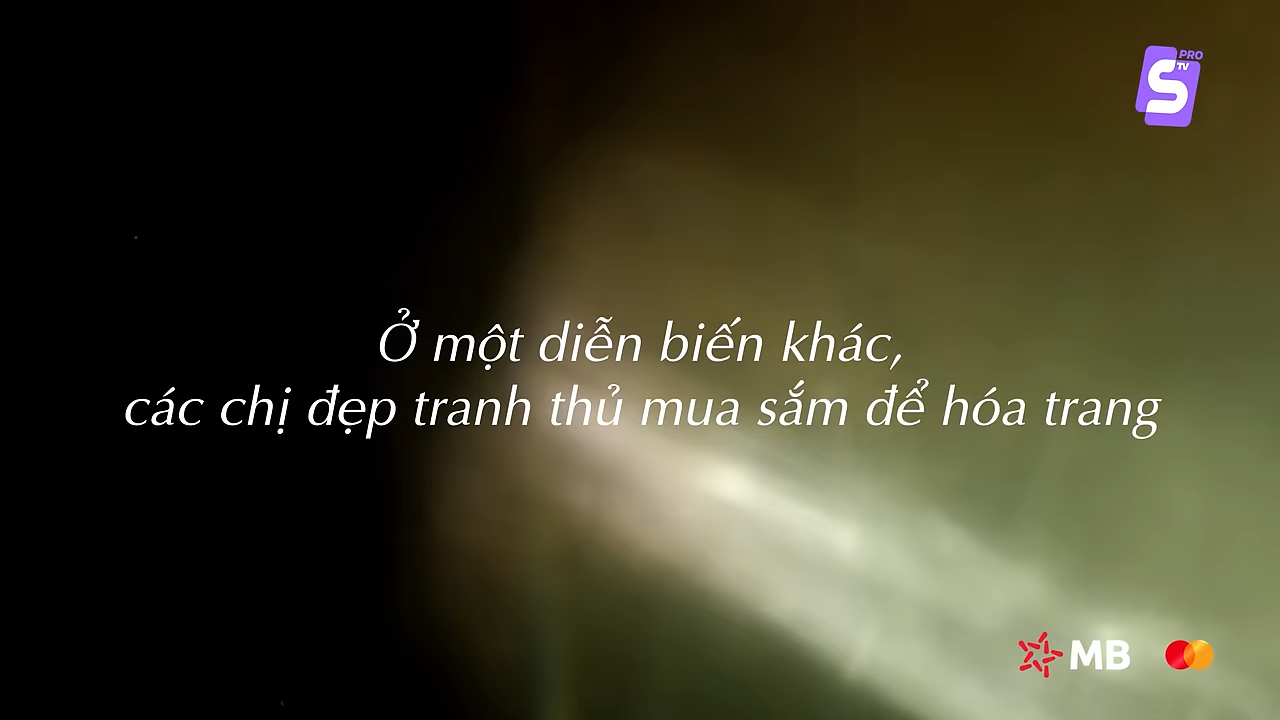 PRO
TV
S
Ở một diễn biến khác,
các chị đẹp tranh thủ mua sắm để hóa trang
MB